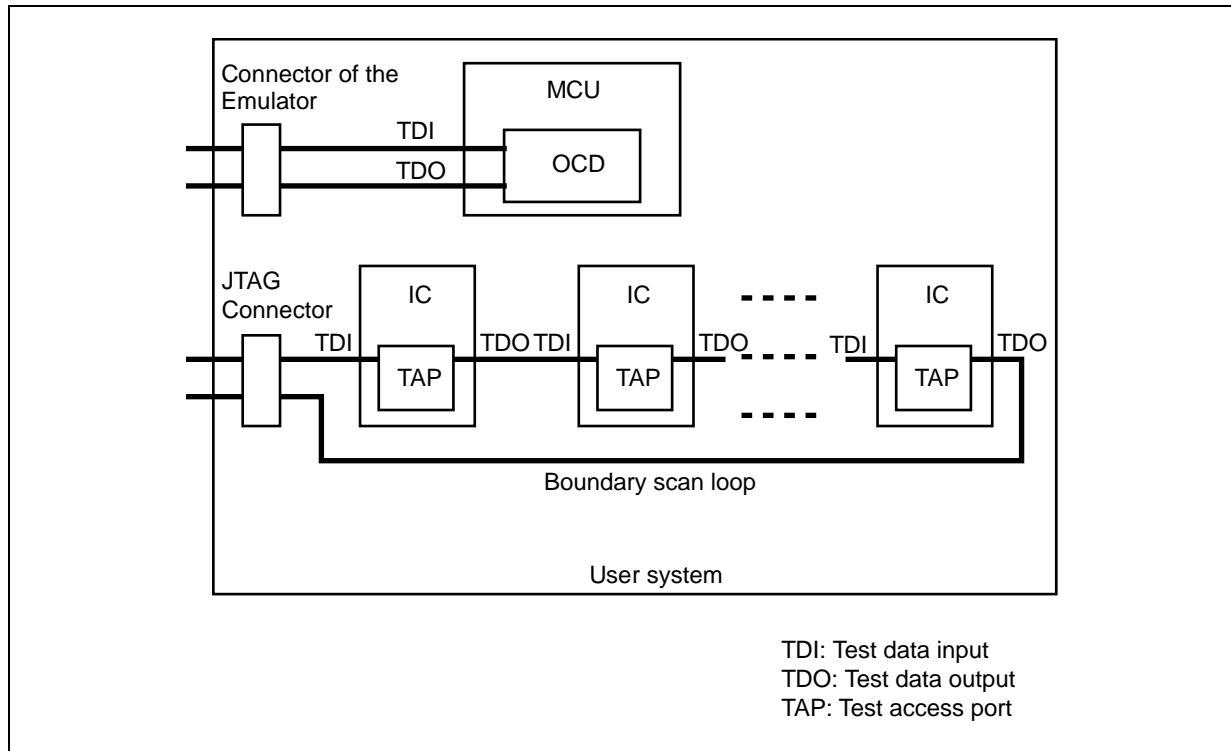 Connector of the
Emulator
MCU
TDI
OCD
TDO
JTAG
Connector
IC
IC
IC
TDI
TDO
TDI
TDO
TDI
TDO
TAP
TAP
TAP
Boundary scan loop
User system
TDI: Test data input
TDO: Test data output
TAP: Test access port